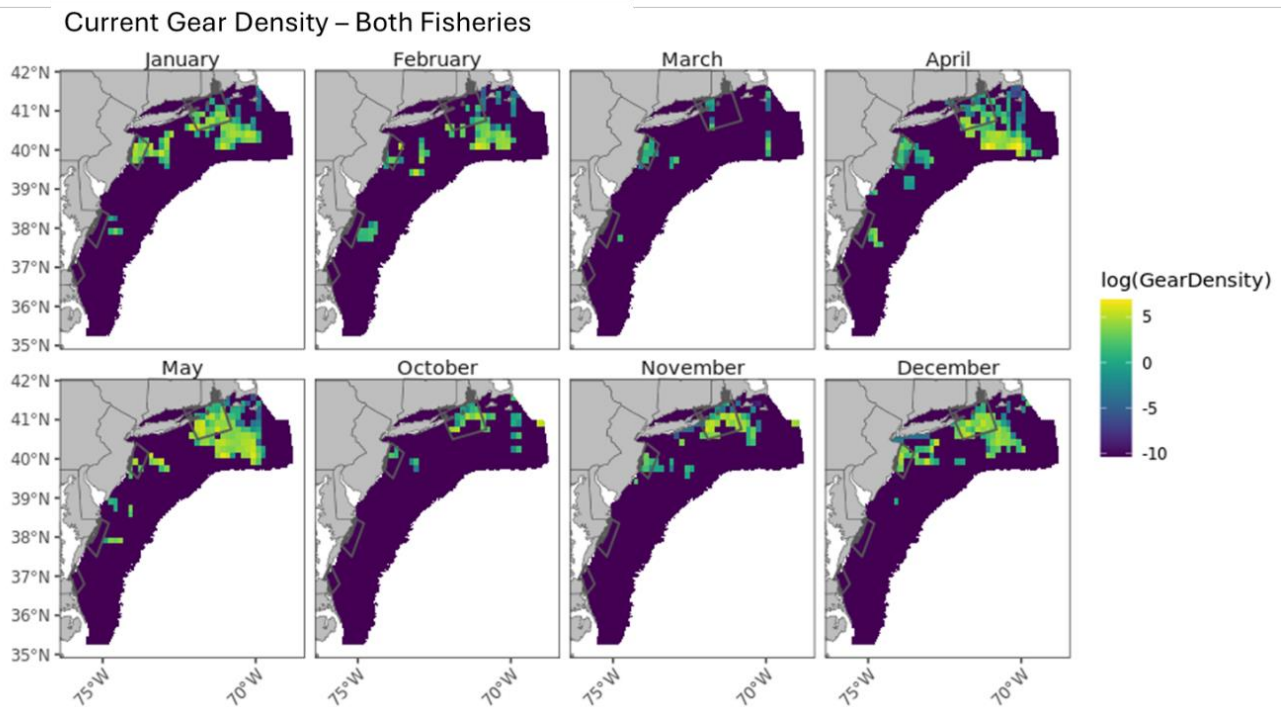 Current Gear Density – Both Fisheries
January
February
March
April
42°N
41°N
40°N
39°N
38°N
37°N
36°N
35°N
May
October
November
December
42°N
41°N
40°N
39°N
38°N
37°N
36°N
35°N
75°W
70°W
75°W
70°W
75°W
70°W
75°W
70°W
log(GearDensity)
5
0
-5
-10